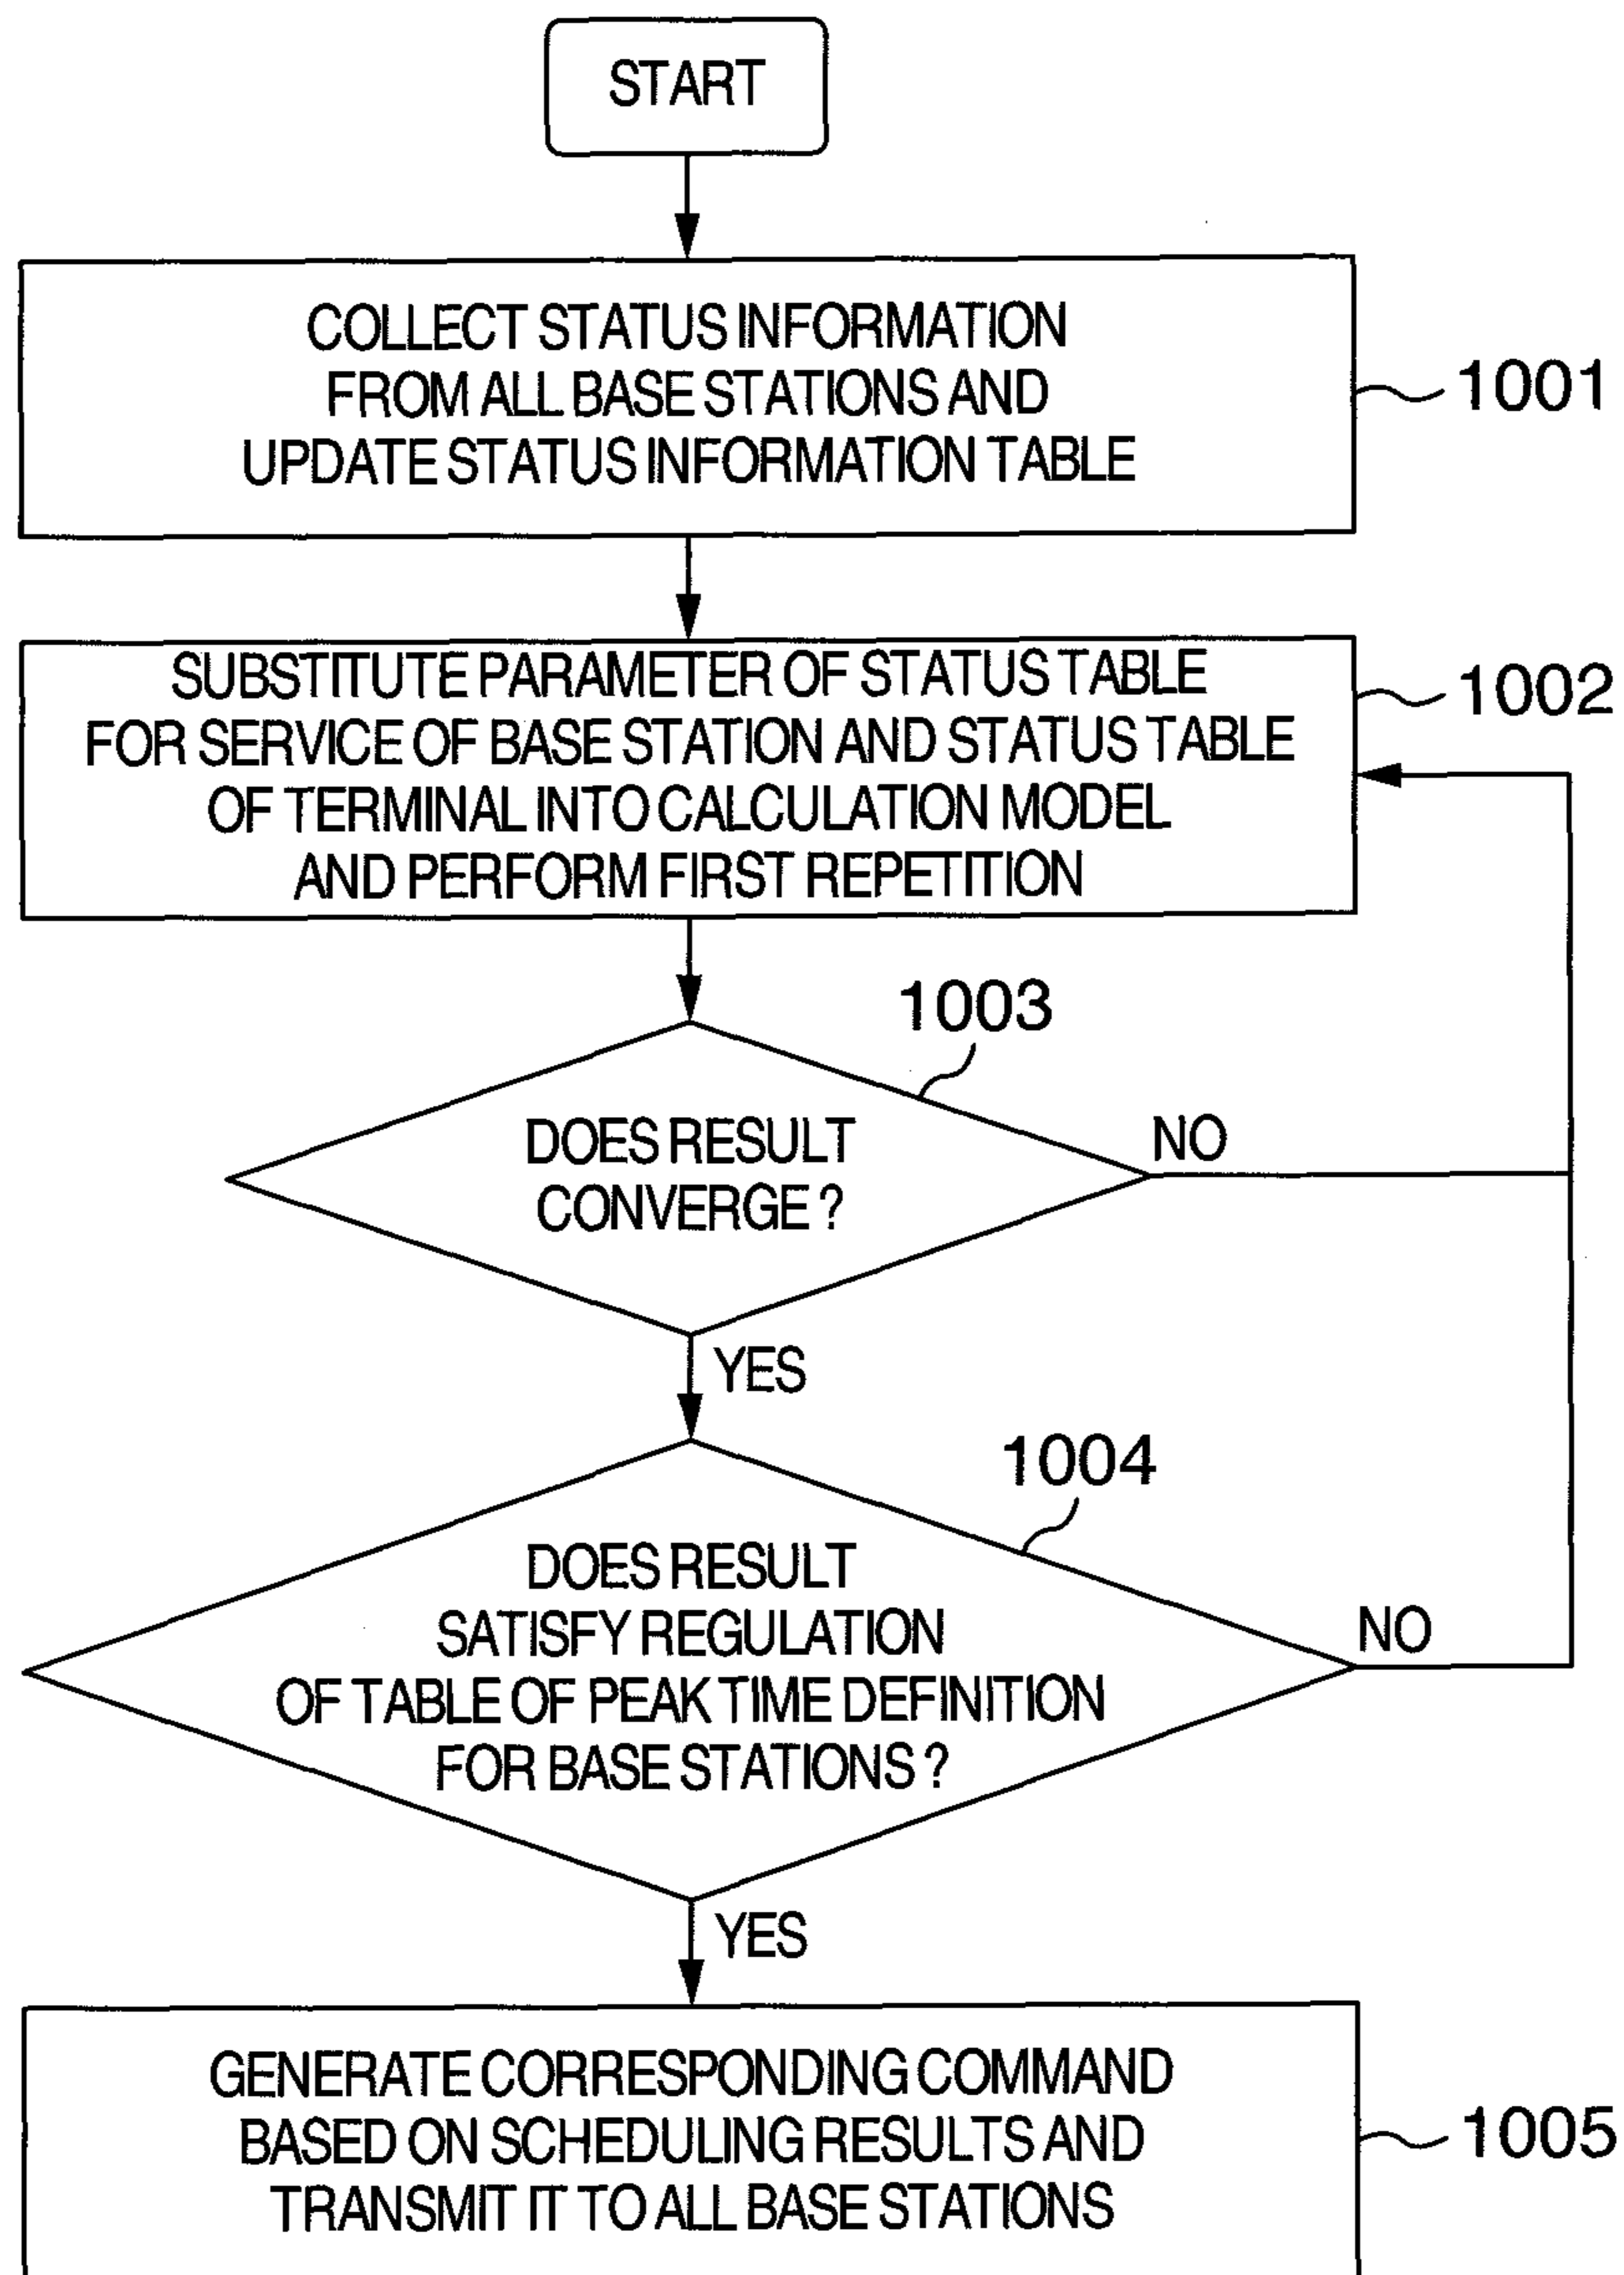 START
COLLECT STATUS INFORMATION
FROM ALL BASE STATIONS AND
UPDATE STATUS INFORMATION TABLE
1001
SUBSTITUTE PARAMETER OF STATUS TABLE
FOR SERVICE OF BASE STATION AND STATUS TABLE
OF TERMINAL INTO CALCULATION MODEL
AND PERFORM FIRST REPETITION
1002
1003
DOES RESULT
CONVERGE ?
NO
YES
1004
DOES RESULT
SATISFY REGULATION
OF TABLE OF PEAK TIME DEFINITION
FOR BASE STATIONS ?
NO
YES
GENERATE CORRESPONDING COMMAND
BASED ON SCHEDULING RESULTS AND
TRANSMIT IT TO ALL BASE STATIONS
1005